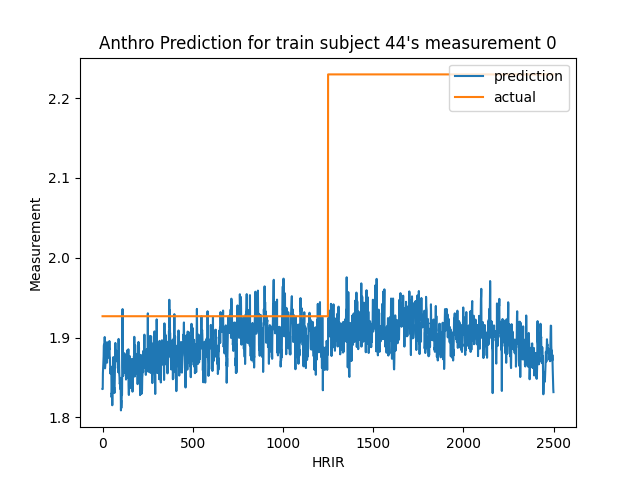 Anthro Prediction for train subject 44's measurement 0
prediction
actual
2.2
2.1
2.0
1.9
1.8
Measurement
0 500 1000 1500 2000 2500
HRIR